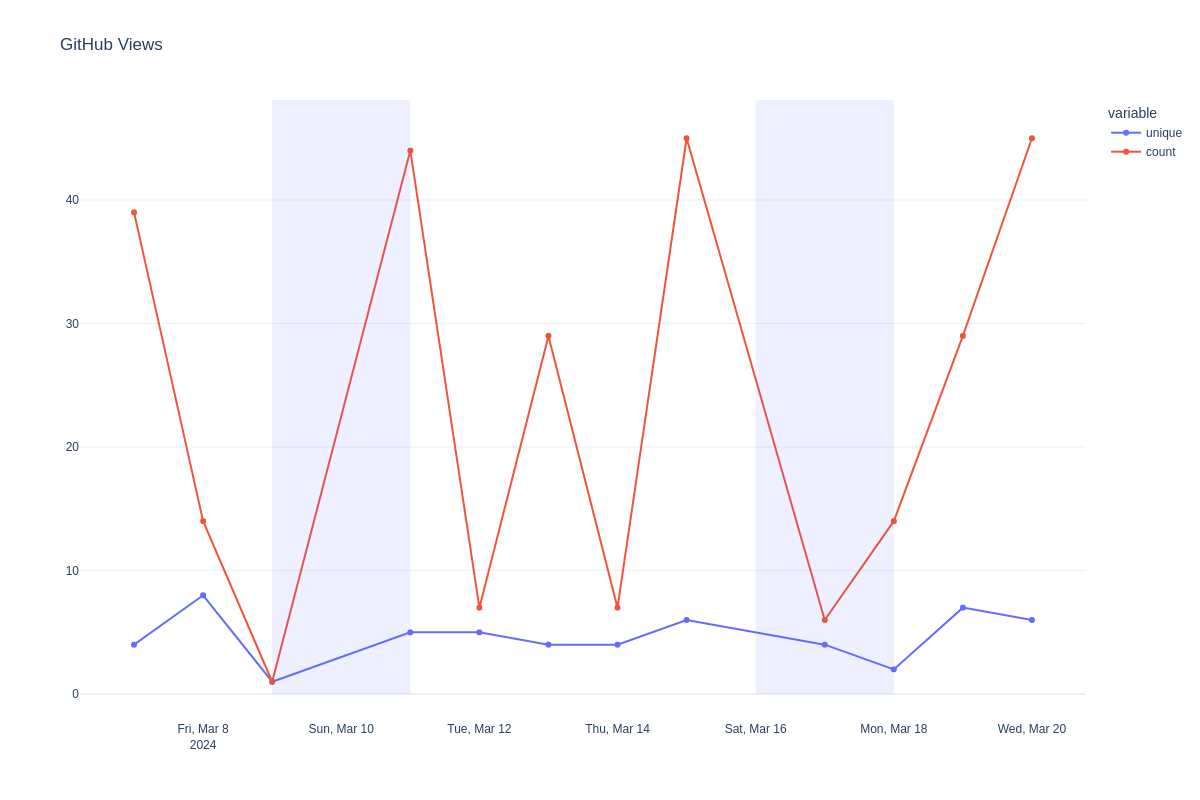 GitHub Views
variable
unique
count
40
30
20
10
0
Fri, Mar 8
2024
Sun, Mar 10
Tue, Mar 12
Thu, Mar 14
Sat, Mar 16
Mon, Mar 18
Wed, Mar 20